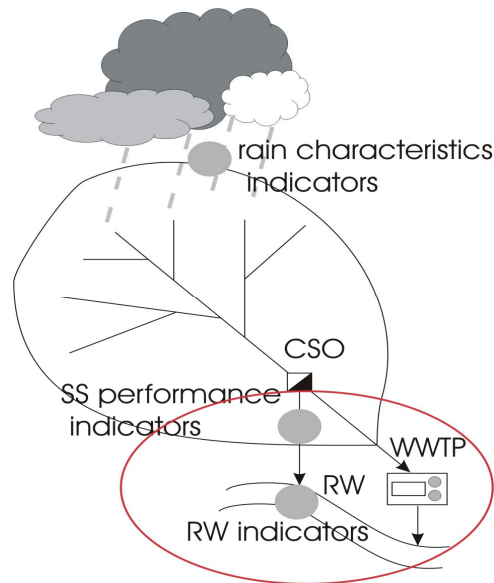 rain characteristics
indicators
CSO
SS performance
indicators
WWTP
RW
RW indicators